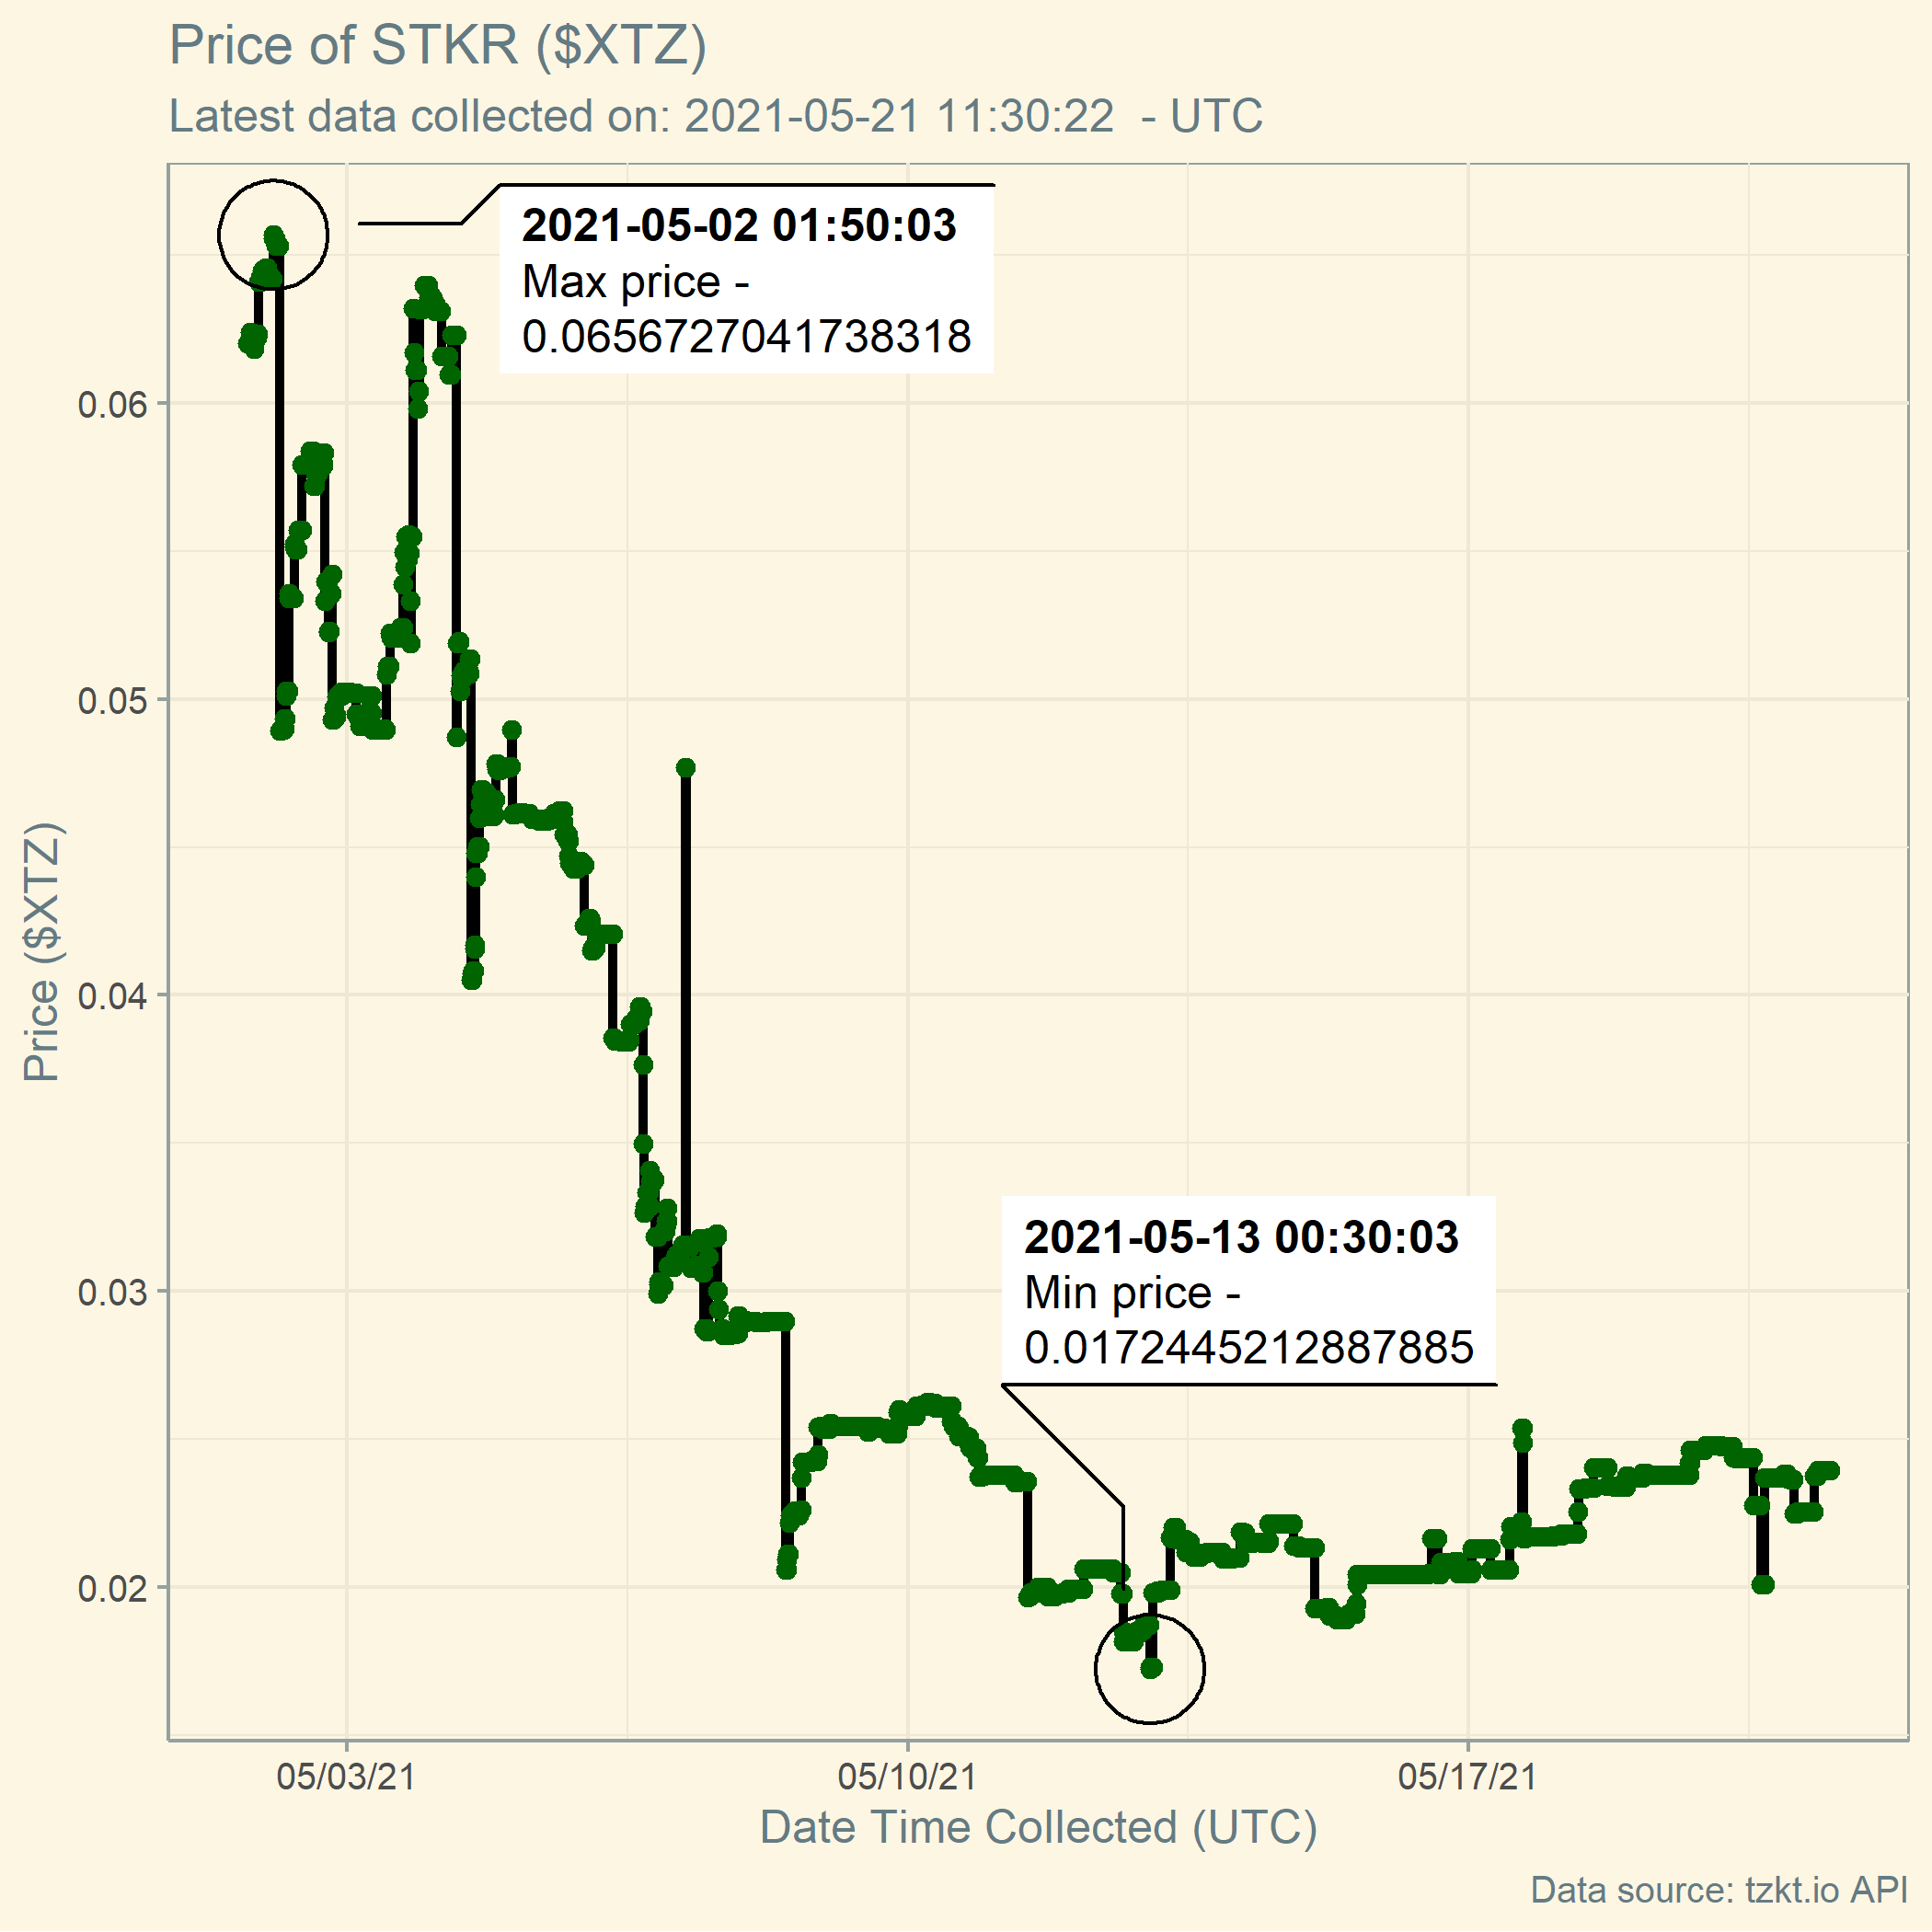 Price of STKR ($XTZ)
Latest data collected on: 2021-05-21 11:30:22  - UTC
2021-05-02 01:50:03
Max price -
0.0656727041738318
0.06
0.05
0.04
0.03
0.02
Price ($XTZ)
2021-05-13 00:30:03
Min price -
0.0172445212887885
05/03/21
05/10/21
05/17/21
Date Time Collected (UTC)
Data source: tzkt.io API